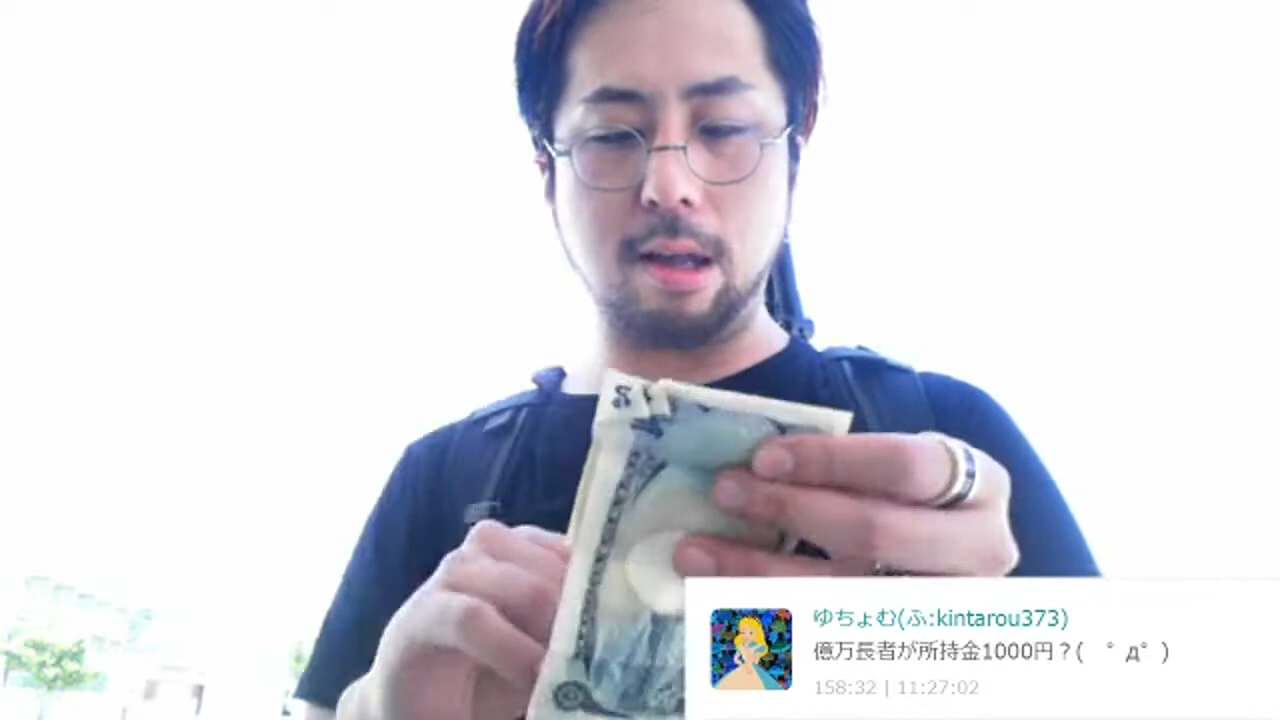 ゆちょむ(ふ:kintarou373)
億万長者が所持金1000円？( ゜д゜)
158:32 | 11:27:02